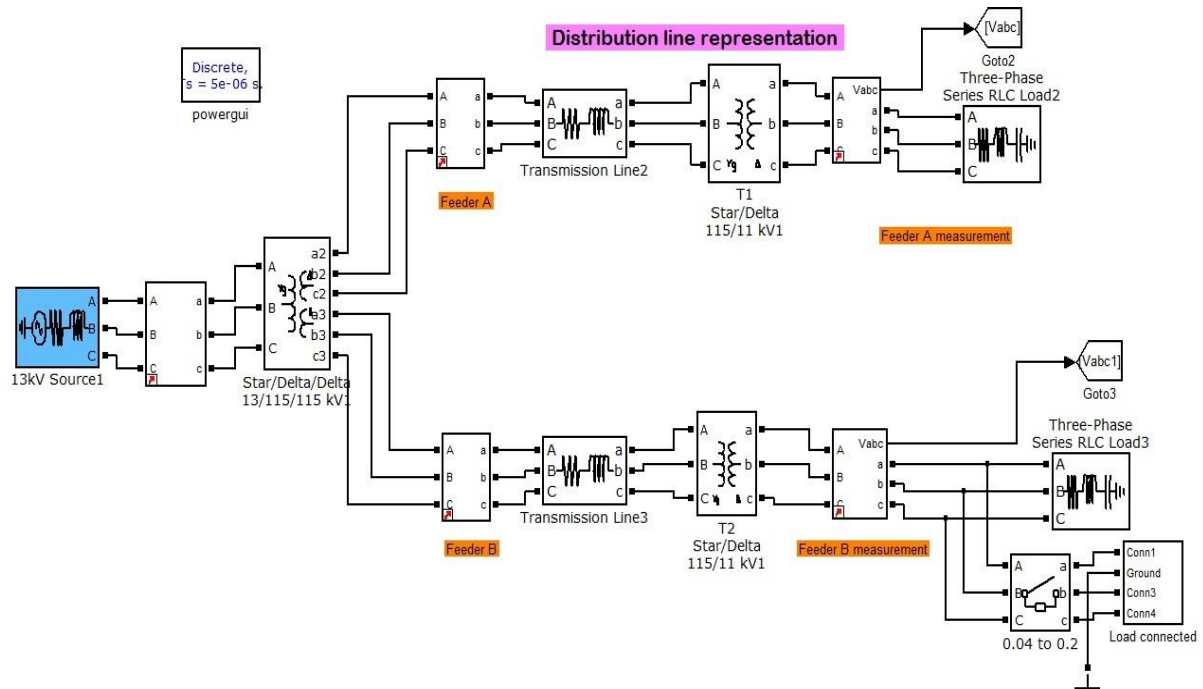 Distribution line representation
Discrete,
s = 5e-06 s.
powergui
[Vabc]
Goto2
Three-Phase
Series RLC Load2
A
B
C
A
B
C
a
b
c
Feeder A
A
B
C
a
b
c
Transmission Line2
A
B
C
Yg
a
b
c
T1
Star/Delta
115/11 kV1
A
B
C
Vabc
a
b
c
Feeder A measurement
A
B
C
13kV Source1
A
B
C
a
b
c
A
B
C
Yg
a2
b2
c2
a3
b3
c3
Star/Delta/Delta
13/115/115 kV1
[Vabc1]
Goto3
Three-Phase
Series RLC Load3
A
B
C
A
B
C
a
b
c
Feeder B
A
B
C
a
b
c
Transmission Line3
A
B
C
Yg
a
b
c
T2
Star/Delta
115/11 kV1
A
B
C
Vabc
a
b
c
Feeder B measurement
A
B
C
a
b
c
0.04 to 0.2
Conn1
Ground
Conn3
Conn4
Load connected